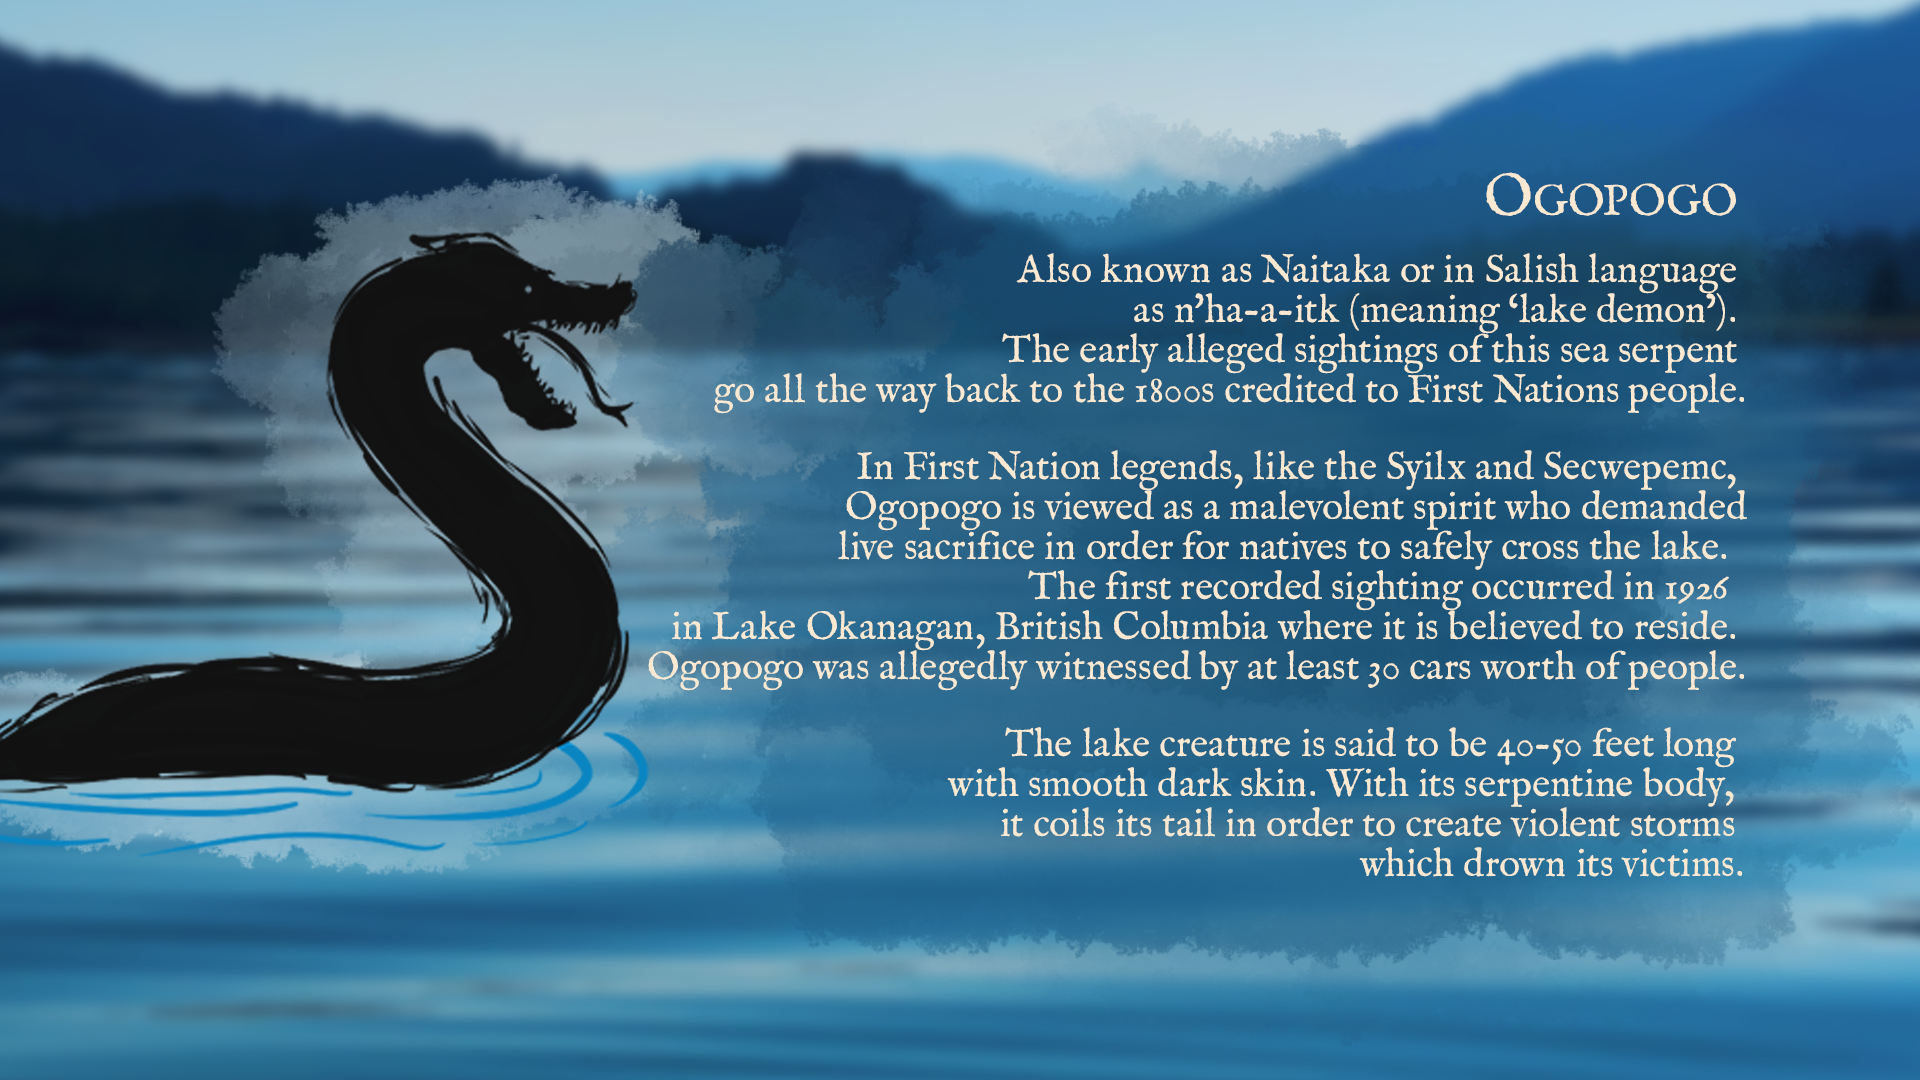 Ogopogo
Also known as Naitaka or in Salish language
as n’ha-a-itk (meaning ‘lake demon’).
The early alleged sightings of this sea serpent
go all the way back to the 1800s credited to First Nations people.
In First Nation legends, like the Syilx and Secwepemc,
Ogopogo is viewed as a malevolent spirit who demanded
live sacrifice in order for natives to safely cross the lake.
The first recorded sighting occurred in 1926
in Lake Okanagan, British Columbia where it is believed to reside.
Ogopogo was allegedly witnessed by at least 30 cars worth of people.
The lake creature is said to be 40-50 feet long
with smooth dark skin. With its serpentine body,
it coils its tail in order to create violent storms
which drown its victims.